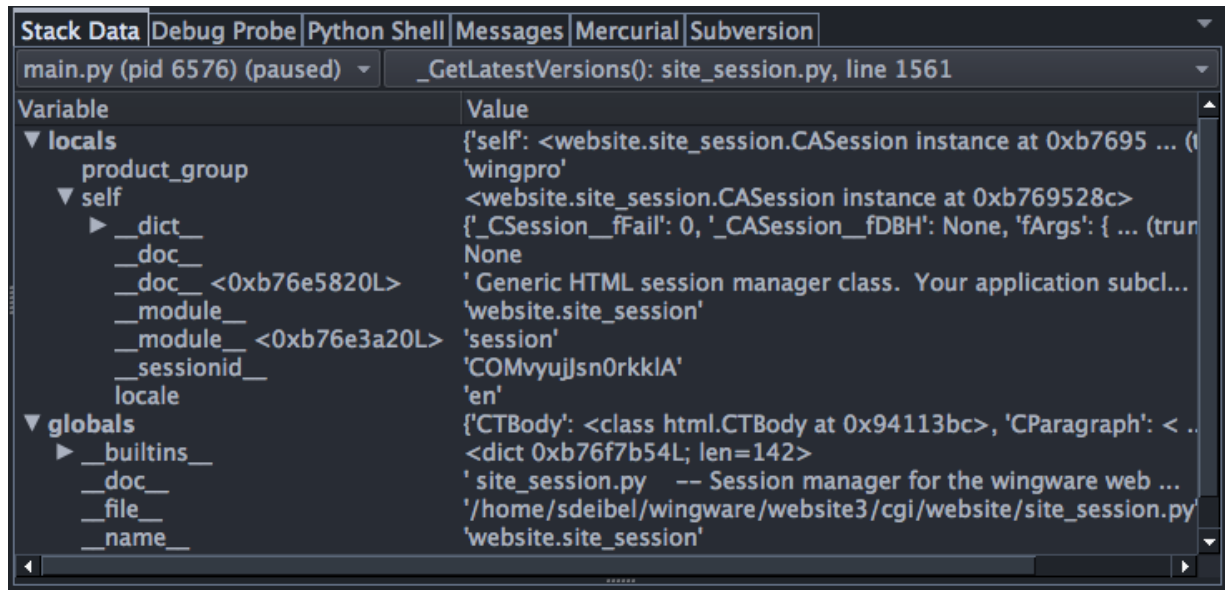 Stack Data Debug Probe Python Shell Messages Mercurial Subversion
main.py (pid 6576) (paused) _GetLatestVersions(): site_session.py, line 1561
Variable Value
locals {'self': <website.site_session.CASession instance at 0xb7695 ... (t
product_group 'wingpro'
self <website.site_session.CASession instance at 0xb769528c>
__dict__ {'_CSession__fFail': 0, '_CASession__fDBH': None, 'fArgs': { ... (trun
__doc__ None
__doc__ <0xb76e5820L> ' Generic HTML session manager class. Your application subcl...
__module__ 'website.site_session'
__module__ <0xb76e3a20L> 'session'
__sessionid__ 'COMvyujJsn0rkklA'
locale 'en'
globals {'CTBody': <class html.CTBody at 0x94113bc>, 'CParagraph': < ..
__builtins__ <dict 0xb76f7b54L; len=142>
__doc__ ' site_session.py -- Session manager for the wingware web ...
__file__ '/home/sdeibel/wingware/website3/cgi/website/site_session.py'
__name__ 'website.site_session'